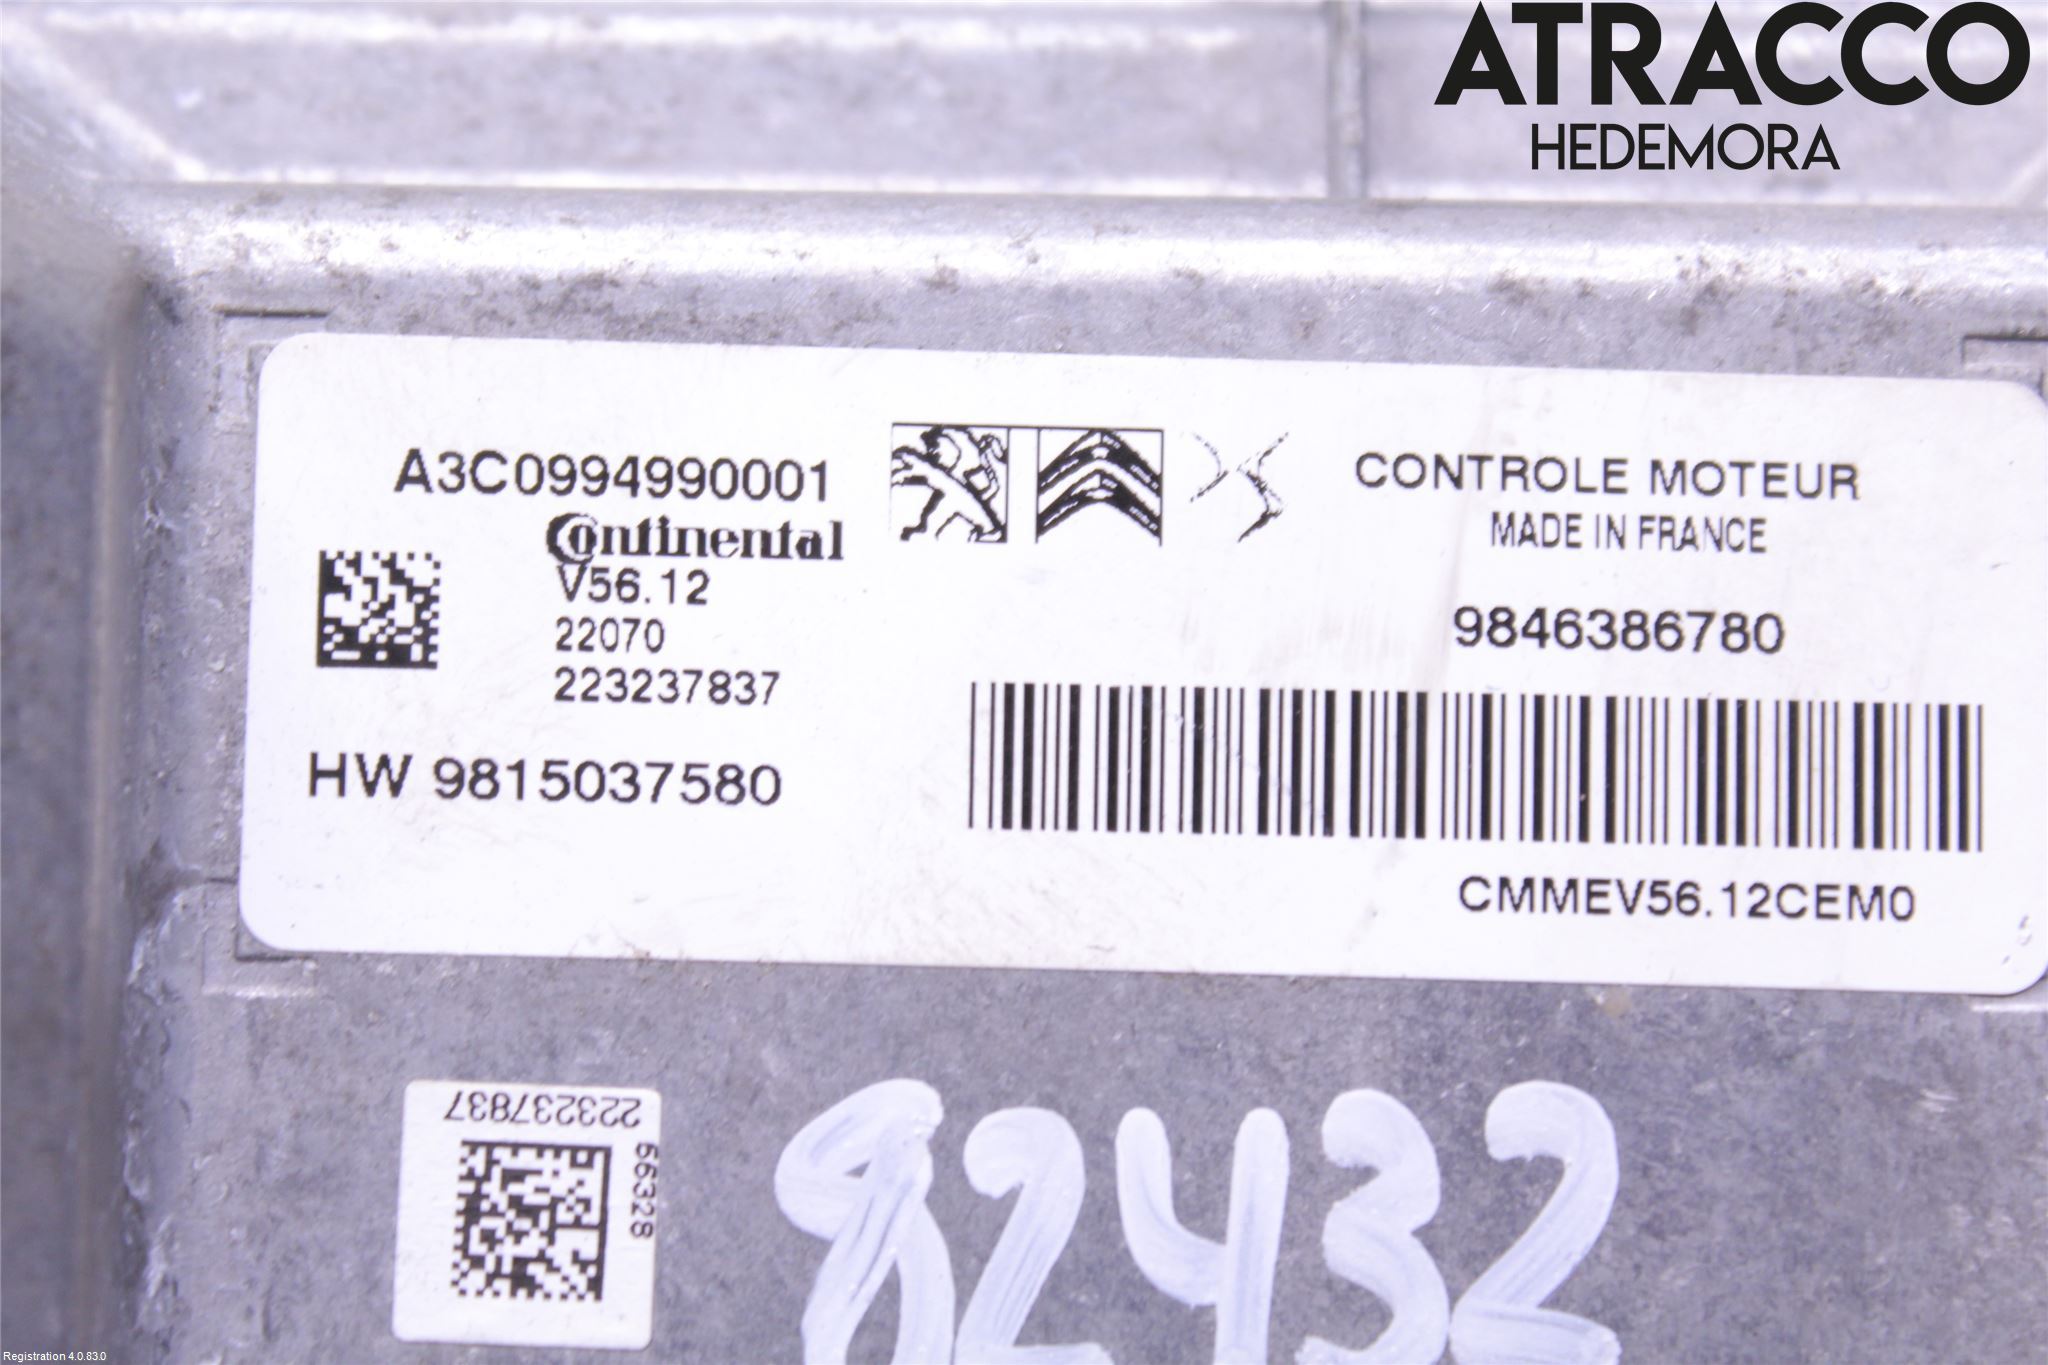 ATRACCO
HEDEMORA
A3C0994990001
Continental
V56.12
22070
223237837
HW 9815037580
CONTROLE MOTEUR
MADE IN FRANCE
9846386780
CMMEV56.12CEM0
223237837
66328
82432
Registration 4.0.83.0